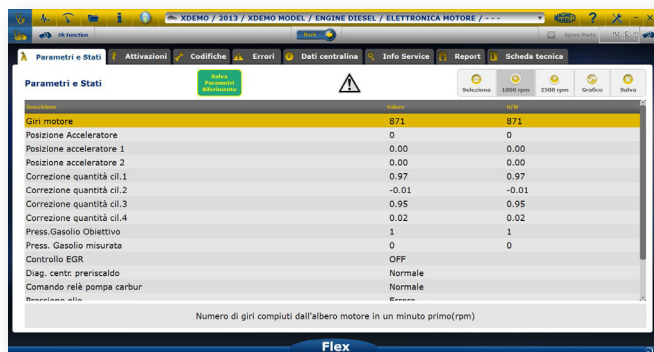 XDEMO / 2013 / XDEMO MODEL / ENGINE DIESEL / ELETTRONICA MOTORE / ---
MAGNETI MARELLI
Ok Function
Back
Spare Parts
Parametri e Stati
Attivazioni
Codifiche
Errori
Dati centralina
Info Service
Report
Scheda tecnica
Parametri e Stati
Salva
Parametri
Riferimento
Seleziona
1000 rpm
2500 rpm
Grafico
Salva
Descrizione Valore U/M
Giri motore 871 871
Posizione Acceleratore 0 0
Posizione acceleratore 1 0.00 0.00
Posizione acceleratore 2 0.00 0.00
Correzione quantità cil.1 0.97 0.97
Correzione quantità cil.2 -0.01 -0.01
Correzione quantità cil.3 0.95 0.95
Correzione quantità cil.4 0.02 0.02
Press.Gasolio Obiettivo 1 1
Press. Gasolio misurata 0 0
Controllo EGR OFF
Diag. centr. preriscaldo Normale
Comando relè pompa carbur Normale
Pressione olio Errore
Numero di giri compiuti dall'albero motore in un minuto primo(rpm)
Flex